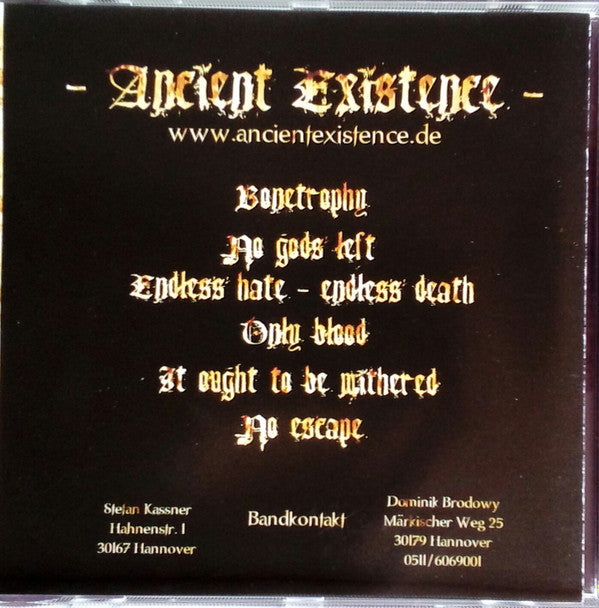 - Ancient Existence -
www.ancientexistence.de
Bonetrophy
No gods left
Endless hate - endless death
Only blood
It ought to be withered
No escape
Stefan Kassner
Hahnenstr. 1
30167 Hannover
Bandkontakt
Dominik Brodowy
Märkischer Weg 25
30179 Hannover
0511/6069001